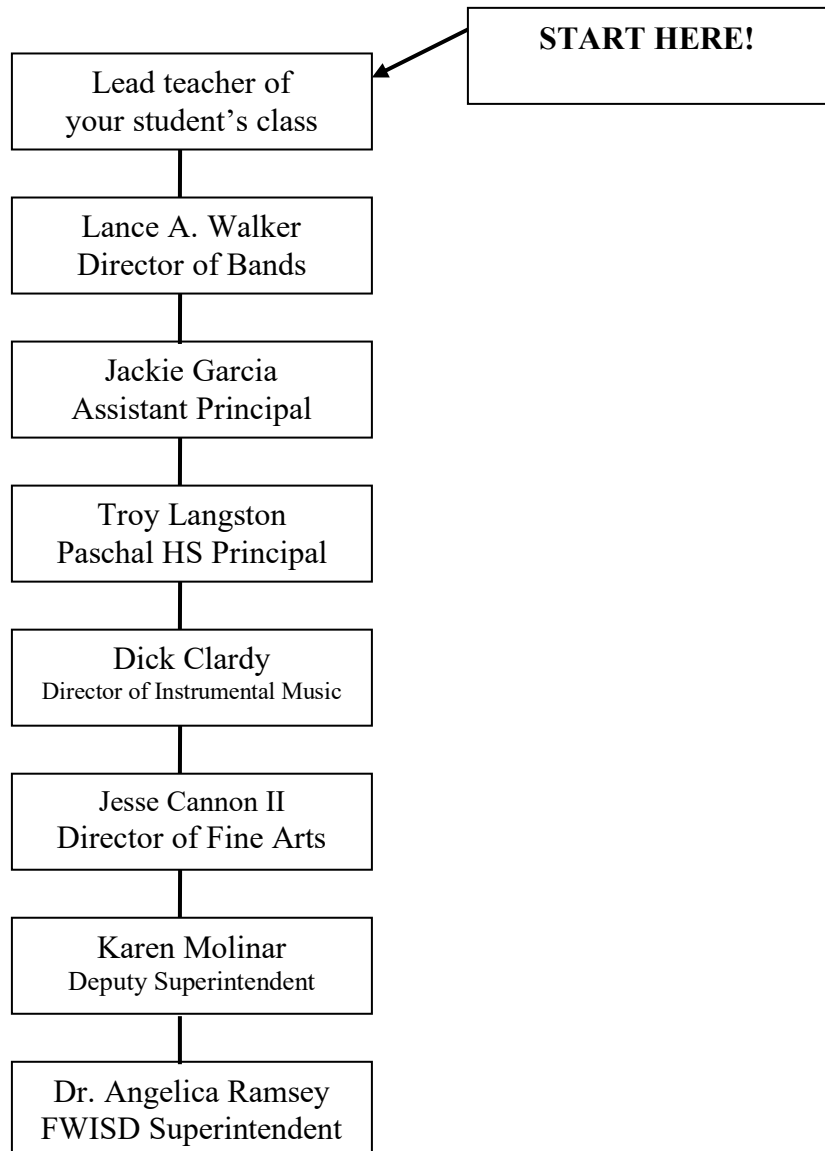 START HERE!
Lead teacher of
your student’s class
Lance A. Walker
Director of Bands
Jackie Garcia
Assistant Principal
Troy Langston
Paschal HS Principal
Dick Clardy
Director of Instrumental Music
Jesse Cannon II
Director of Fine Arts
Karen Molinar
Deputy Superintendent
Dr. Angelica Ramsey
FWISD Superintendent